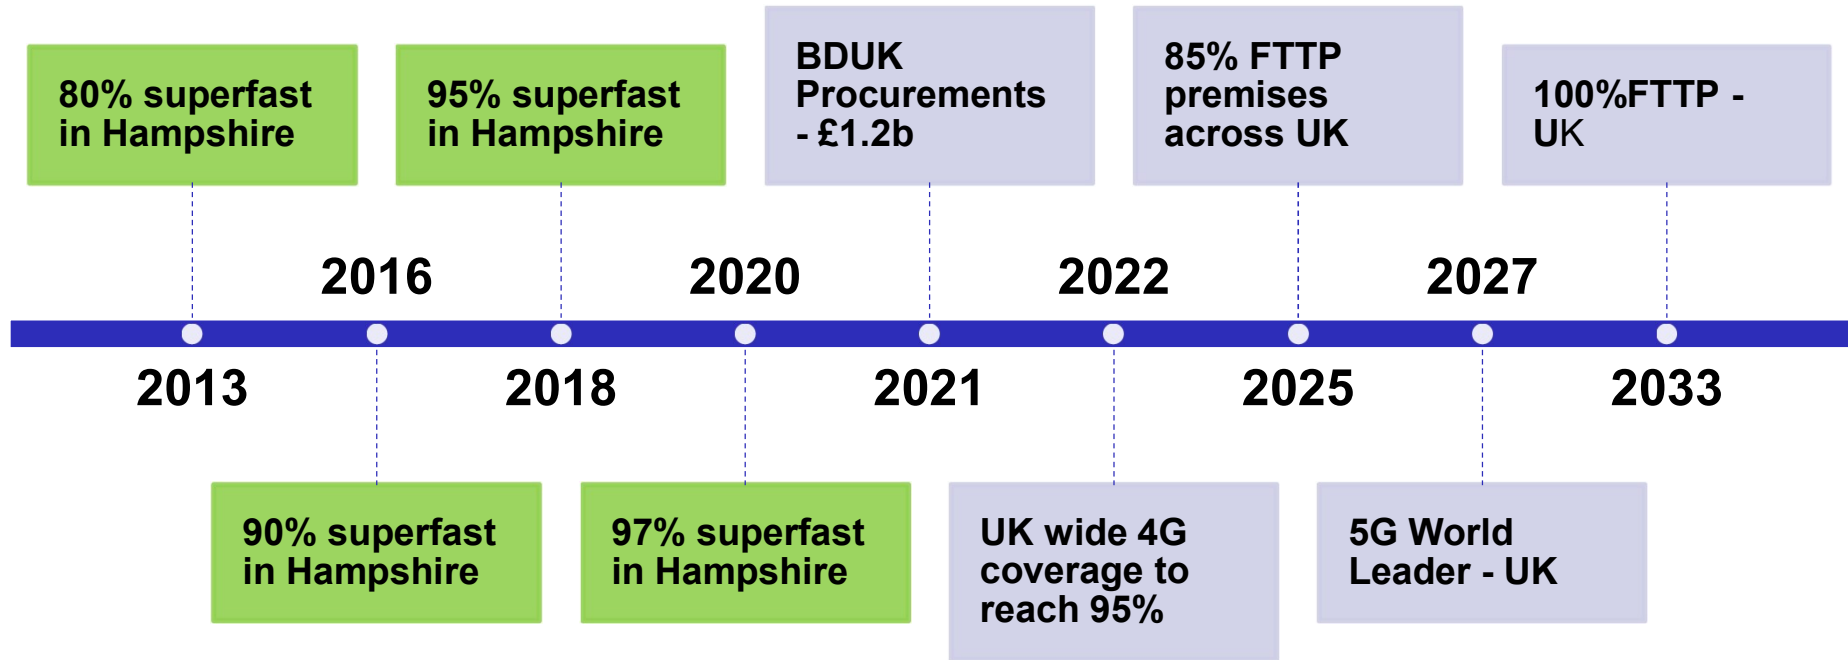 80% superfast
in Hampshire
95% superfast
in Hampshire
BDUK
Procurements
- £1.2b
85% FTTP
premises
across UK
100%FTTP -
UK
2016
2020
2022
2027
2013
2018
2021
2025
2033
90% superfast
in Hampshire
97% superfast
in Hampshire
UK wide 4G
coverage to
reach 95%
5G World
Leader - UK